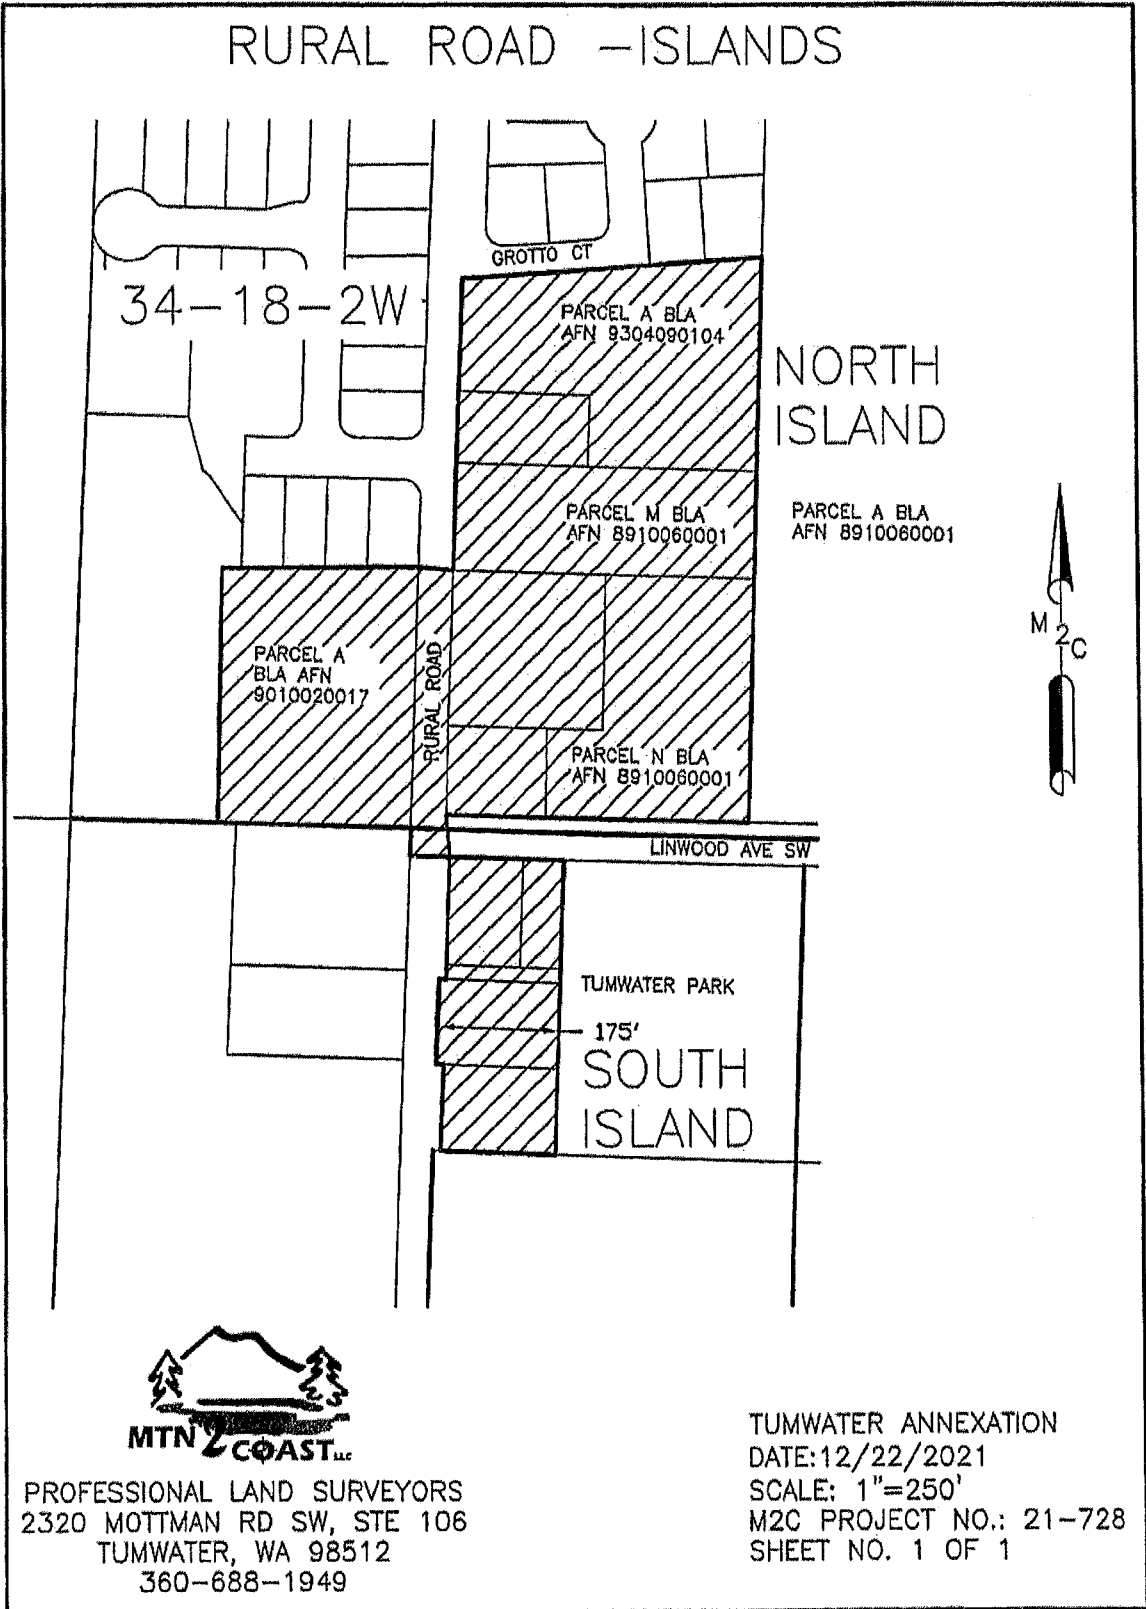 RURAL ROAD -ISLANDS
GROTTO CT
34-18-2W
PARCEL A BLA
AFN 9304090104
NORTH
ISLAND
PARCEL M BLA
AFN 8910060001
PARCEL A BLA
AFN 8910060001
M2C
PARCEL A
BLA AFN
9010020017
RURAL ROAD
PARCEL N BLA
AFN 8910060001
LINWOOD AVE SW
TUMWATER PARK
175'
SOUTH
ISLAND
MTN 2 COAST LLC
PROFESSIONAL LAND SURVEYORS
2320 MOTTMAN RD SW, STE 106
TUMWATER, WA 98512
360-688-1949
TUMWATER ANNEXATION
DATE:12/22/2021
SCALE: 1"=250'
M2C PROJECT NO.: 21-728
SHEET NO. 1 OF 1